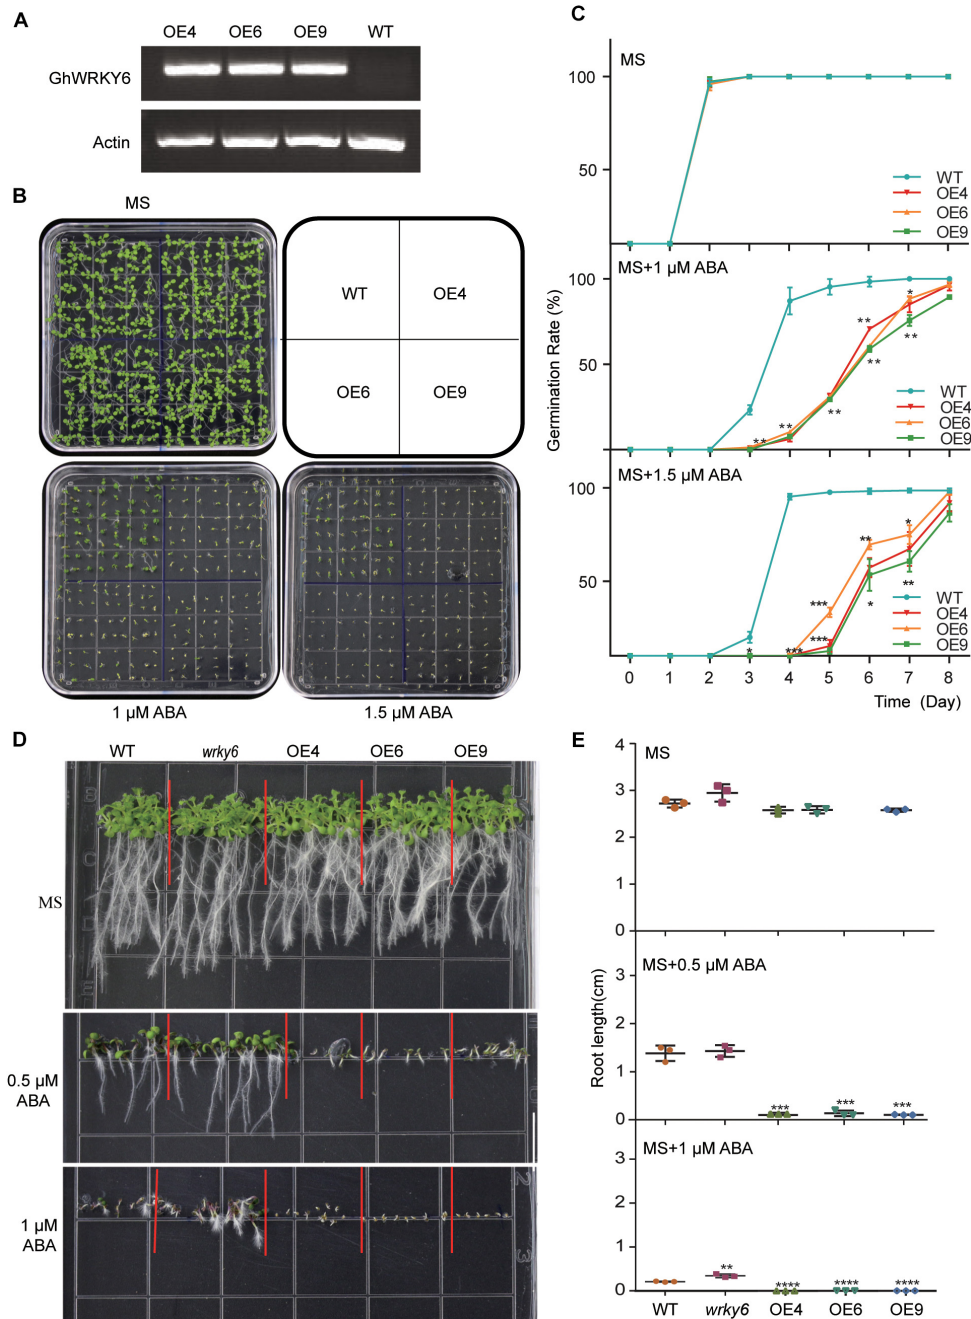 A
OE4 OE6 OE9 WT
GhWRKY6
Actin
B
MS
WT OE4
OE6 OE9
1 µM ABA 1.5 µM ABA
C
Germination Rate (%)
MS
100
50
WT
OE4
OE6
OE9
MS+1 µM ABA
100
50
** ** ** ** ** * **
WT
OE4
OE6
OE9
MS+1.5 µM ABA
100
50
* *** *** *** ** * * **
WT
OE4
OE6
OE9
0 1 2 3 4 5 6 7 8
Time (Day)
D
WT wrky6 OE4 OE6 OE9
MS
0.5 µM
ABA
1 µM
ABA
E
Root length(cm)
MS
4
3
2
1
0
MS+0.5 µM ABA
3
2
1
0
*** *** ***
MS+1 µM ABA
3
2
1
0
** **** **** ****
WT wrky6 OE4 OE6 OE9